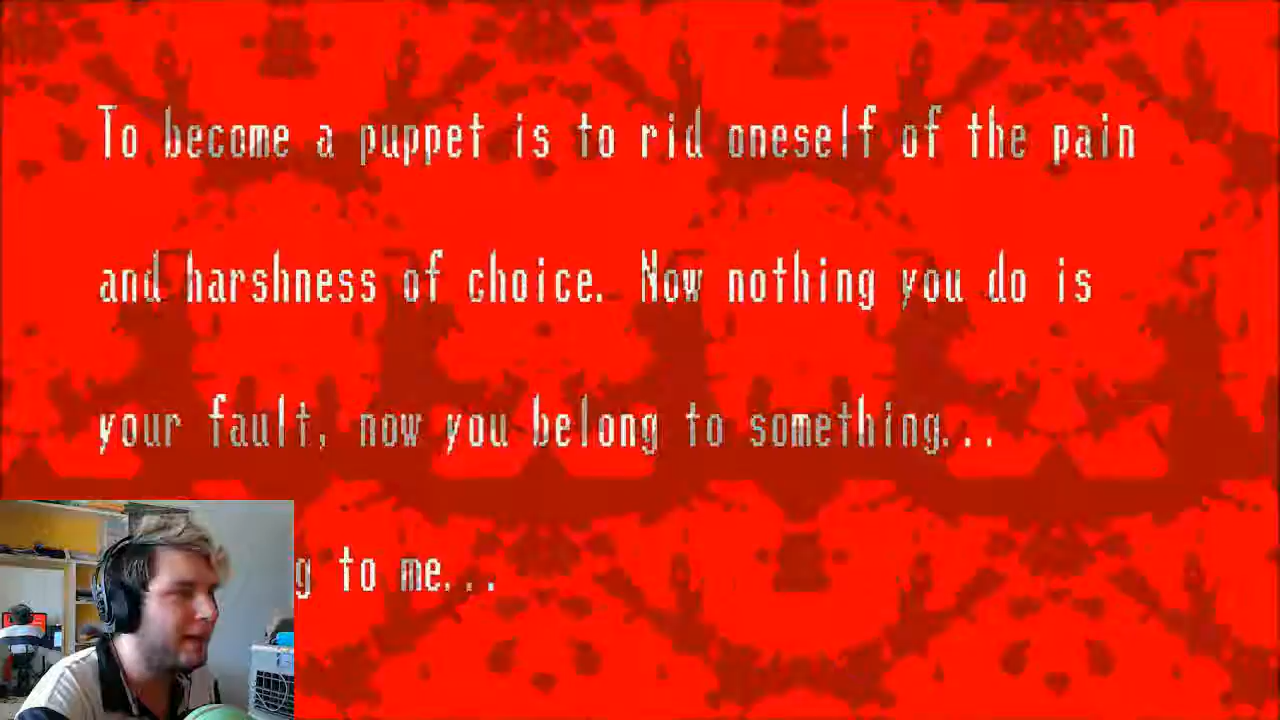 To become a puppet is to rid oneself of the pain
and harshness of choice. Now nothing you do is
your fault, now you belong to something...
to me...